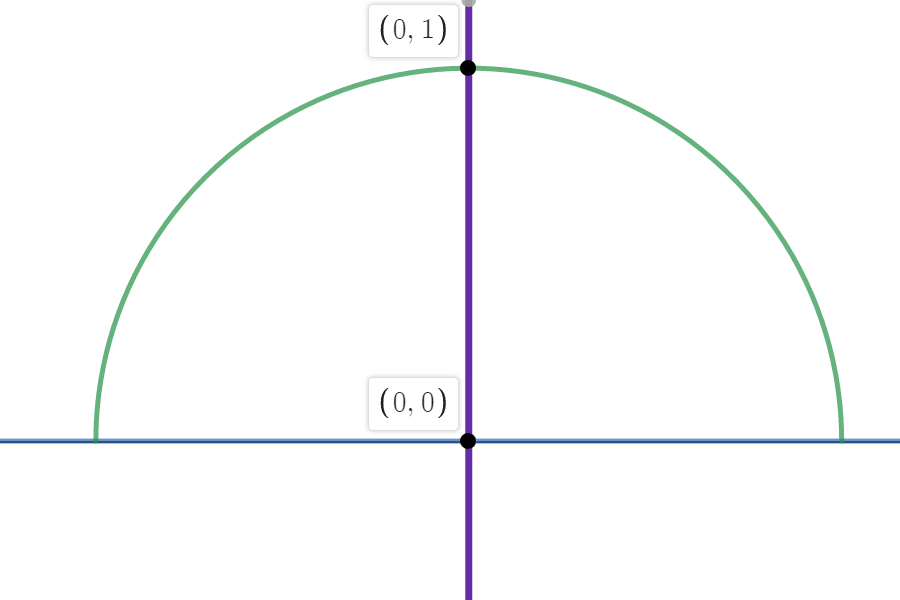 (0, 1)
(0, 0)